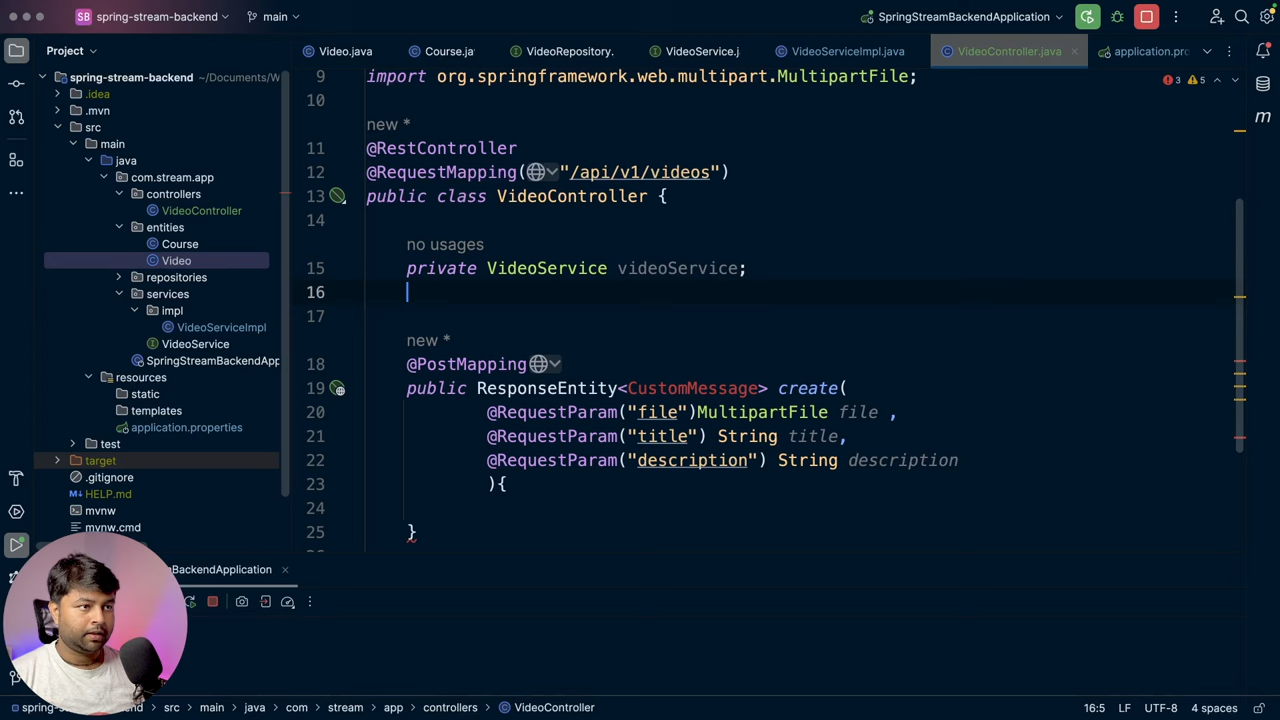 SB spring-stream-backend main SpringStreamBackendApplication
Project
Video.java Course.ja VideoRepository. VideoService.j VideoServiceImpl.java VideoController.java application.pro
spring-stream-backend ~/Documents/W
.idea
.mvn
src
main
java
com.stream.app
controllers
VideoController
entities
Course
Video
repositories
services
impl
VideoServiceImpl
VideoService
SpringStreamBackendApp
resources
static
templates
application.properties
test
target
.gitignore
HELP.md
mvnw
mvnw.cmd
3 5
9 import org.springframework.web.multipart.MultipartFile;
10
new *
11 @RestController
12 @RequestMapping("/api/v1/videos")
13 public class VideoController {
14
no usages
15 private VideoService videoService;
16
17
new *
18 @PostMapping
19 public ResponseEntity<CustomMessage> create(
20 @RequestParam("file")MultipartFile file ,
21 @RequestParam("title") String title,
22 @RequestParam("description") String description
23 ){
24
25 }
BackendApplication
spring-s end src main java com stream app controllers VideoController 16:5 LF UTF-8 4 spaces